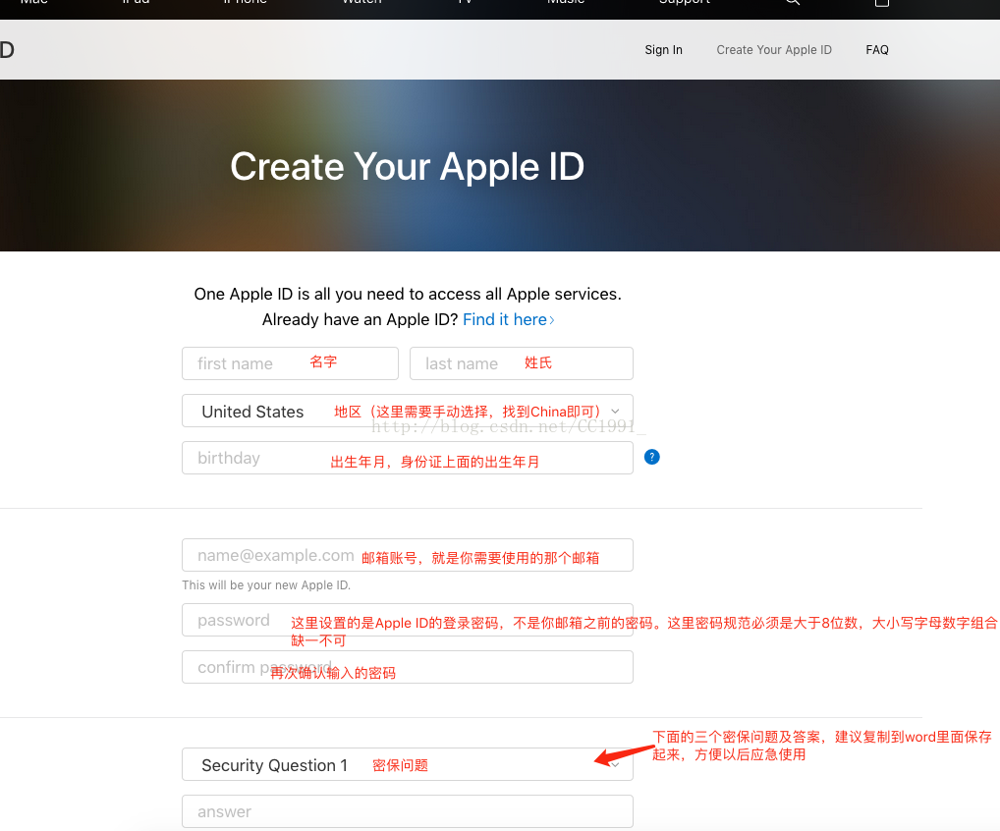 Mac iPad iPhone Watch TV Music Support
D
Sign In Create Your Apple ID FAQ
Create Your Apple ID
One Apple ID is all you need to access all Apple services.
Already have an Apple ID? Find it here
first name 名字 last name 姓氏
United States 地区（这里需要手动选择，找到China即可）
http://blog.csdn.net/CC1991_
birthday 出生年月，身份证上面的出生年月 ?
name@example.com 邮箱账号，就是你需要使用的那个邮箱
This will be your new Apple ID.
password 这里设置的是Apple ID的登录密码，不是你邮箱之前的密码。这里密码规范必须是大于8位数，大小写字母数字组合
缺一不可
confirm password 再次确认输入的密码
下面的三个密保问题及答案，建议复制到word里面保存
起来，方便以后应急使用
Security Question 1 密保问题
answer